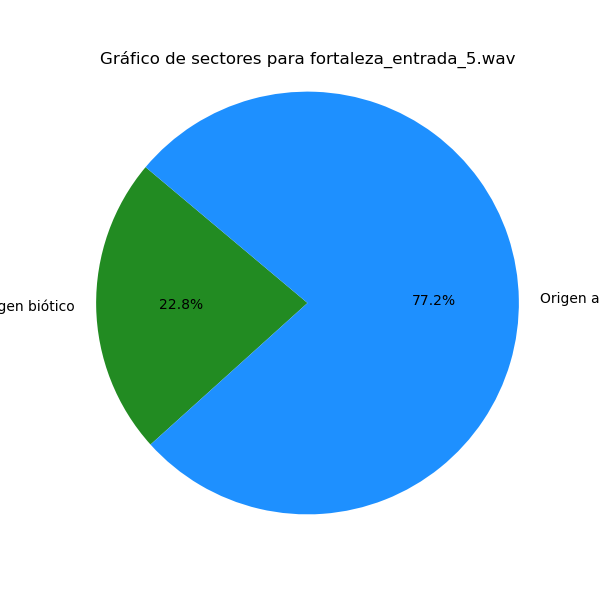 Gráfico de sectores para fortaleza_entrada_5.wav
gen biótico
22.8%
77.2%
Origen a